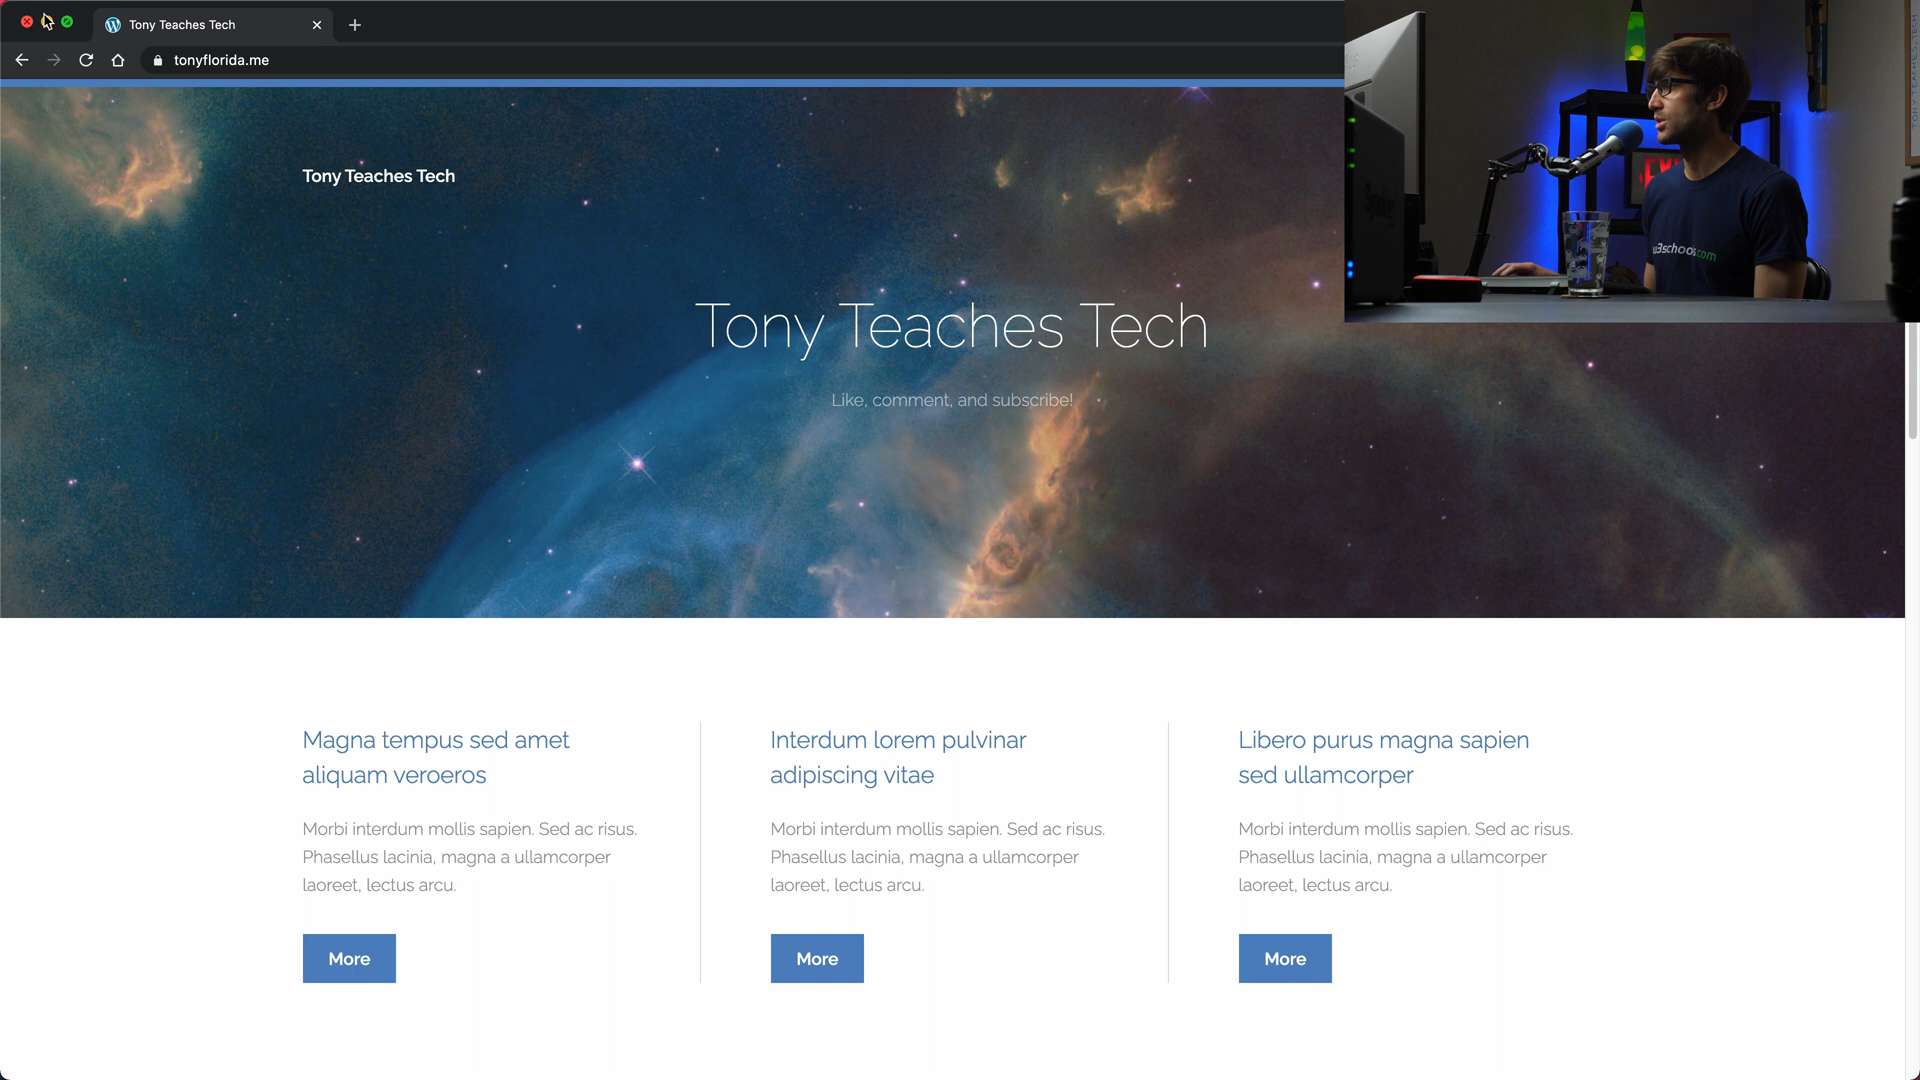 Tony Teaches Tech
tonyflorida.me
Tony Teaches Tech
Tony Teaches Tech
Like, comment, and subscribe!
w3schools.com
Magna tempus sed amet
aliquam veroeros
Morbi interdum mollis sapien. Sed ac risus.
Phasellus lacinia, magna a ullamcorper
laoreet, lectus arcu.
More
Interdum lorem pulvinar
adipiscing vitae
Morbi interdum mollis sapien. Sed ac risus.
Phasellus lacinia, magna a ullamcorper
laoreet, lectus arcu.
More
Libero purus magna sapien
sed ullamcorper
Morbi interdum mollis sapien. Sed ac risus.
Phasellus lacinia, magna a ullamcorper
laoreet, lectus arcu.
More